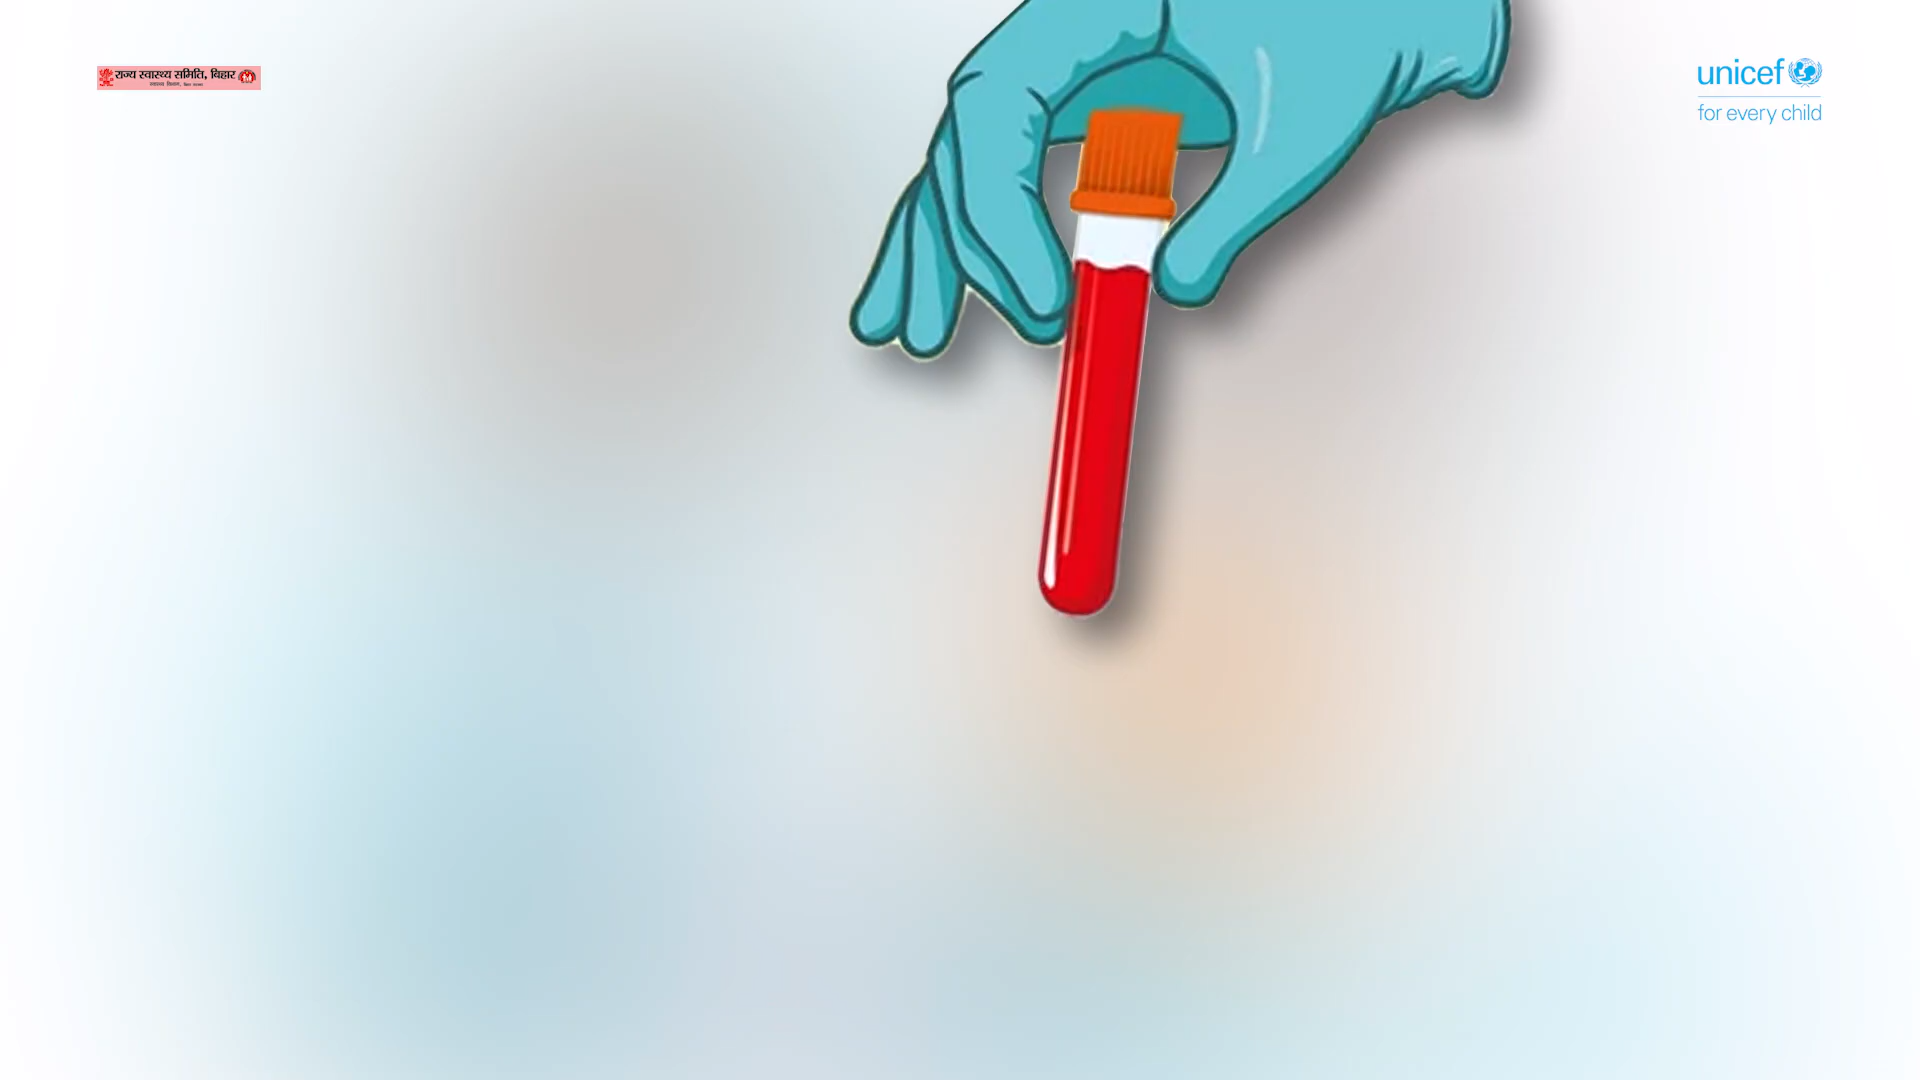 राज्य स्वास्थ्य समिति, बिहार
unicef
for every child